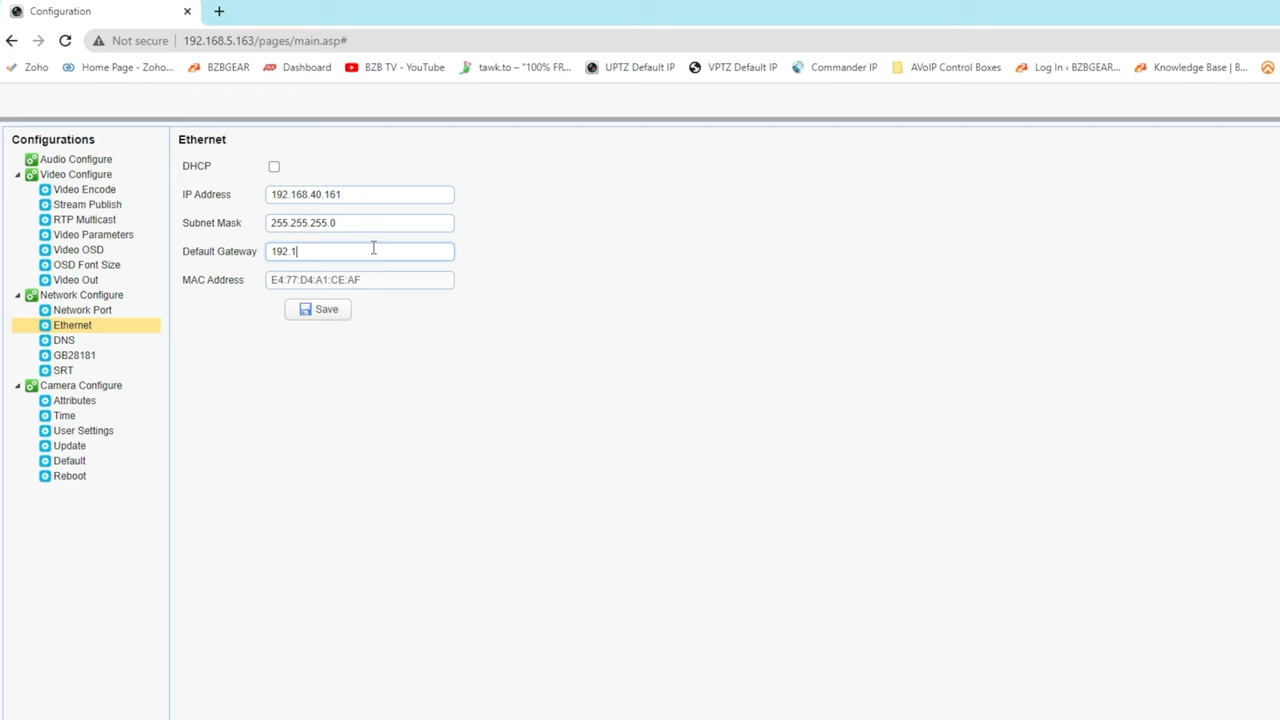 Configuration
Not secure 192.168.5.163/pages/main.asp#
Zoho Home Page - Zoho... BZBGEAR Dashboard BZB TV - YouTube tawk.to – "100% FR... UPTZ Default IP VPTZ Default IP Commander IP AVoIP Control Boxes Log In ‹ BZBGEAR... Knowledge Base | B...
Configurations
Audio Configure
Video Configure
Video Encode
Stream Publish
RTP Multicast
Video Parameters
Video OSD
OSD Font Size
Video Out
Network Configure
Network Port
Ethernet
DNS
GB28181
SRT
Camera Configure
Attributes
Time
User Settings
Update
Default
Reboot
Ethernet
DHCP
IP Address 192.168.40.161
Subnet Mask 255.255.255.0
Default Gateway 192.1
MAC Address E4:77:D4:A1:CE:AF
Save